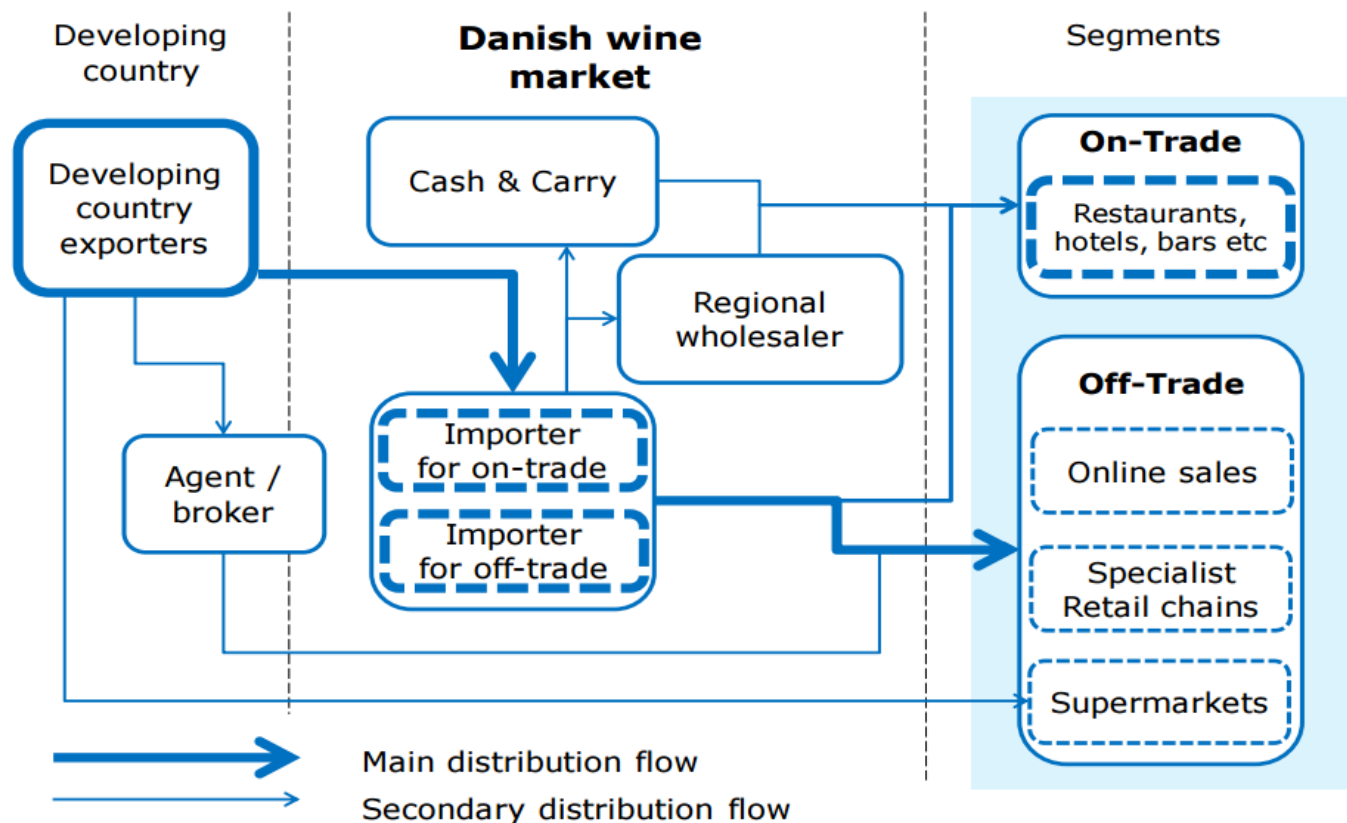 Developing
country
Danish wine
market
Segments
Developing
country
exporters
Cash & Carry
Regional
wholesaler
Agent /
broker
Importer
for on-trade
Importer
for off-trade
On-Trade
Restaurants,
hotels, bars etc
Off-Trade
Online sales
Specialist
Retail chains
Supermarkets
Main distribution flow
Secondary distribution flow